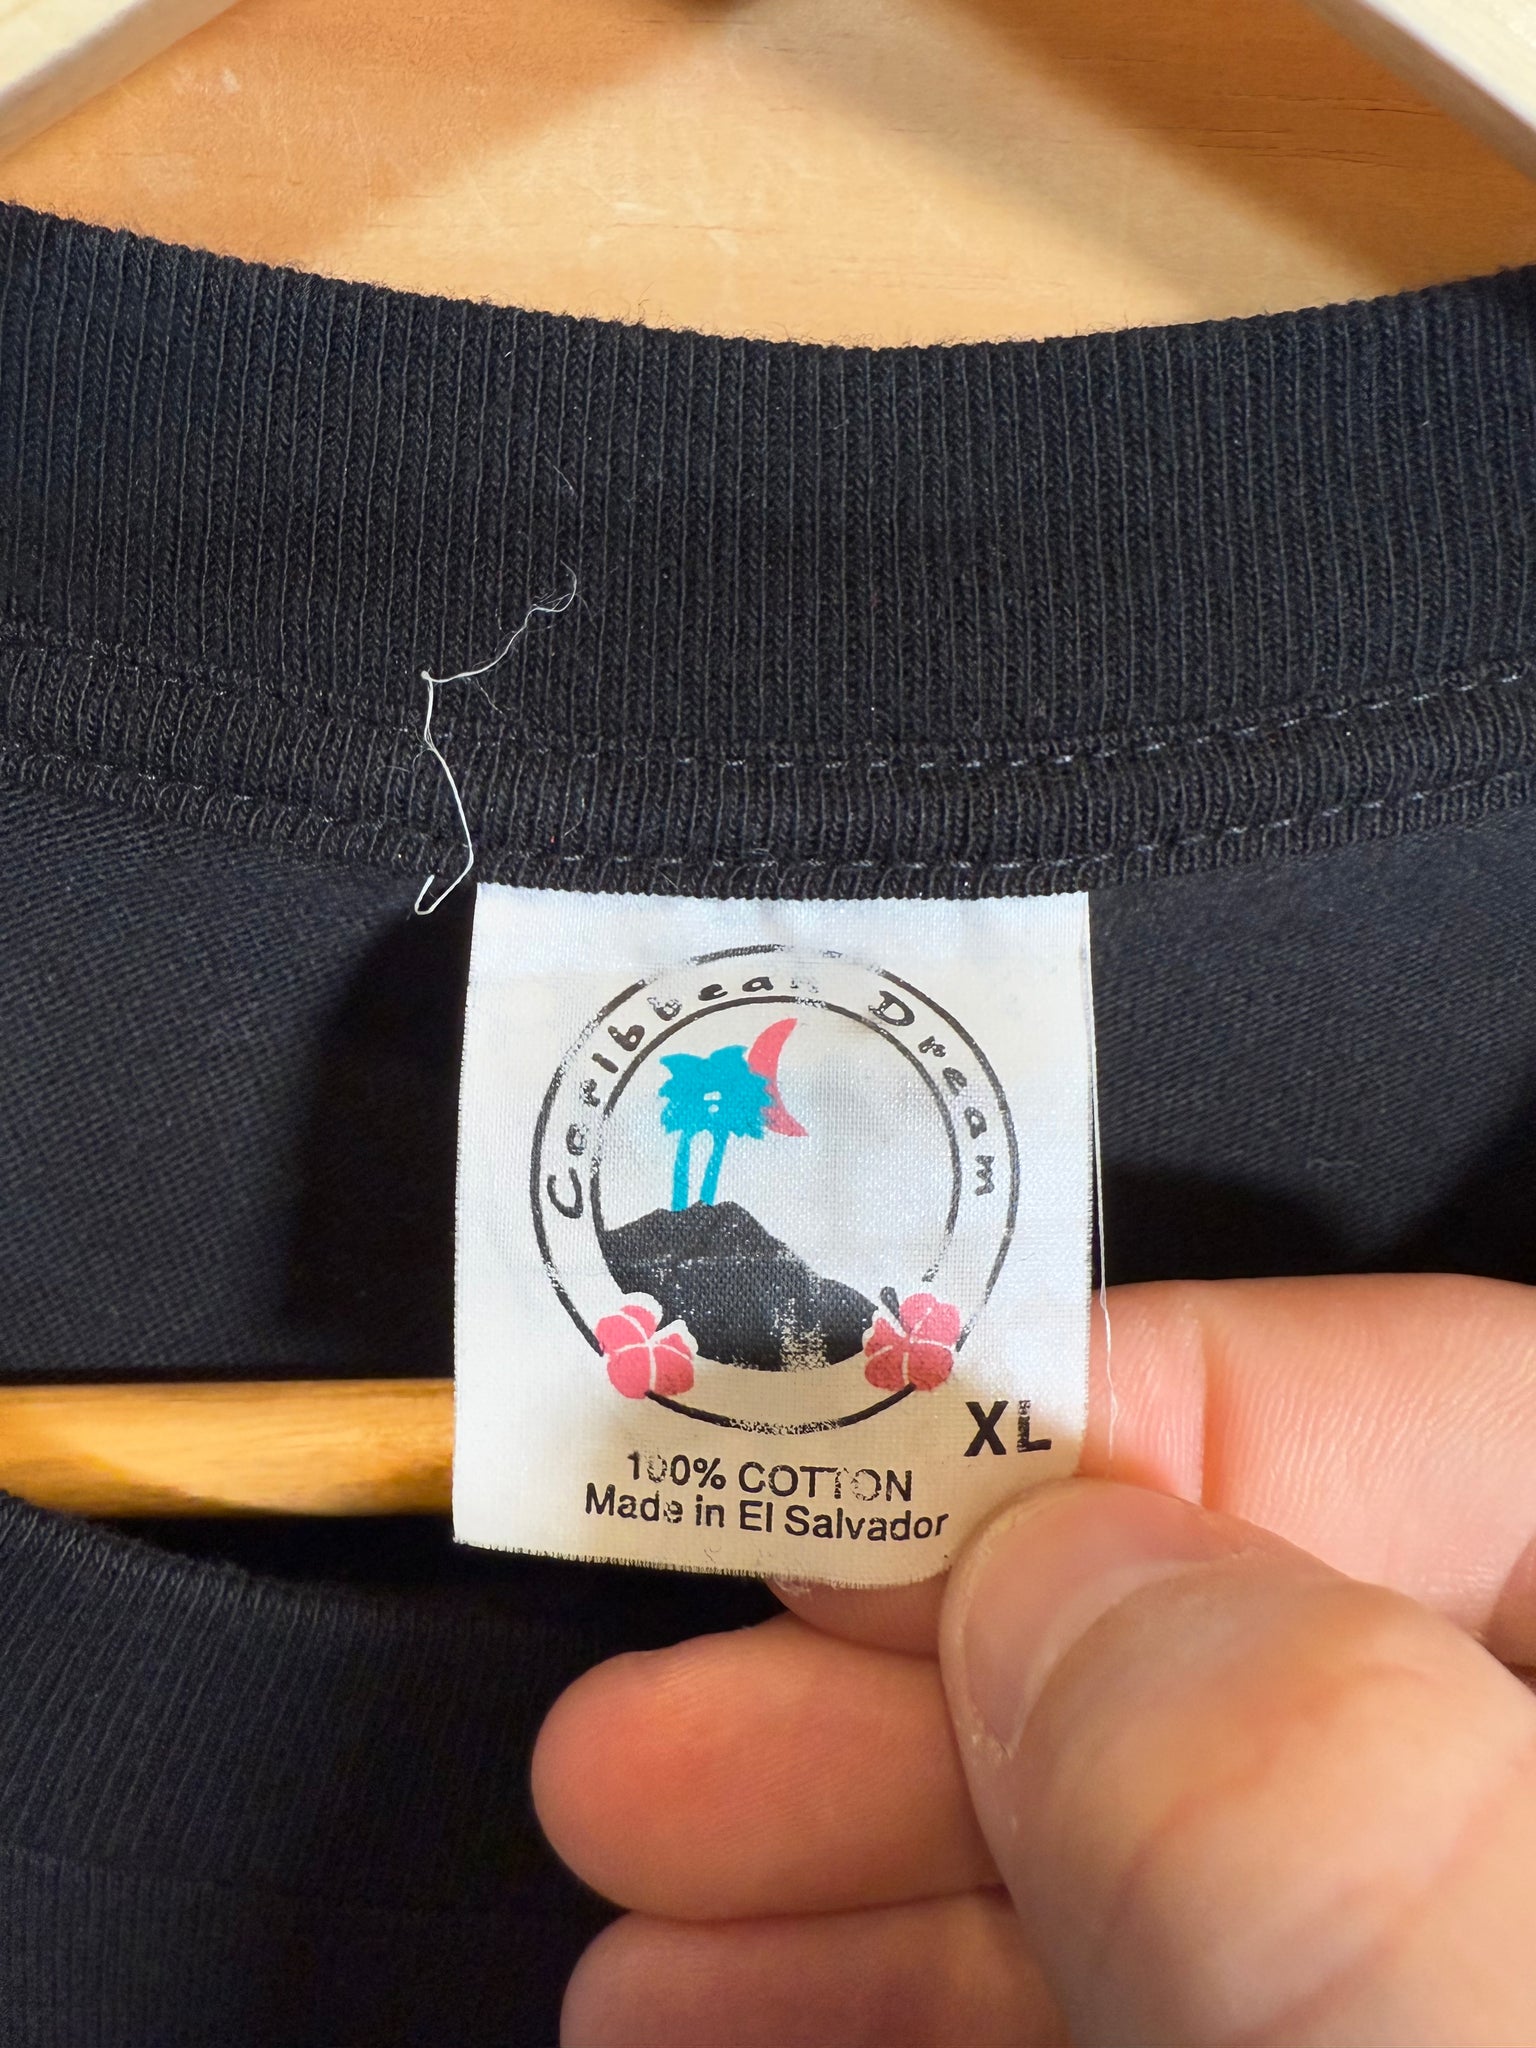 Caribbean Dream
XL
100% COTTON
Made in El Salvador